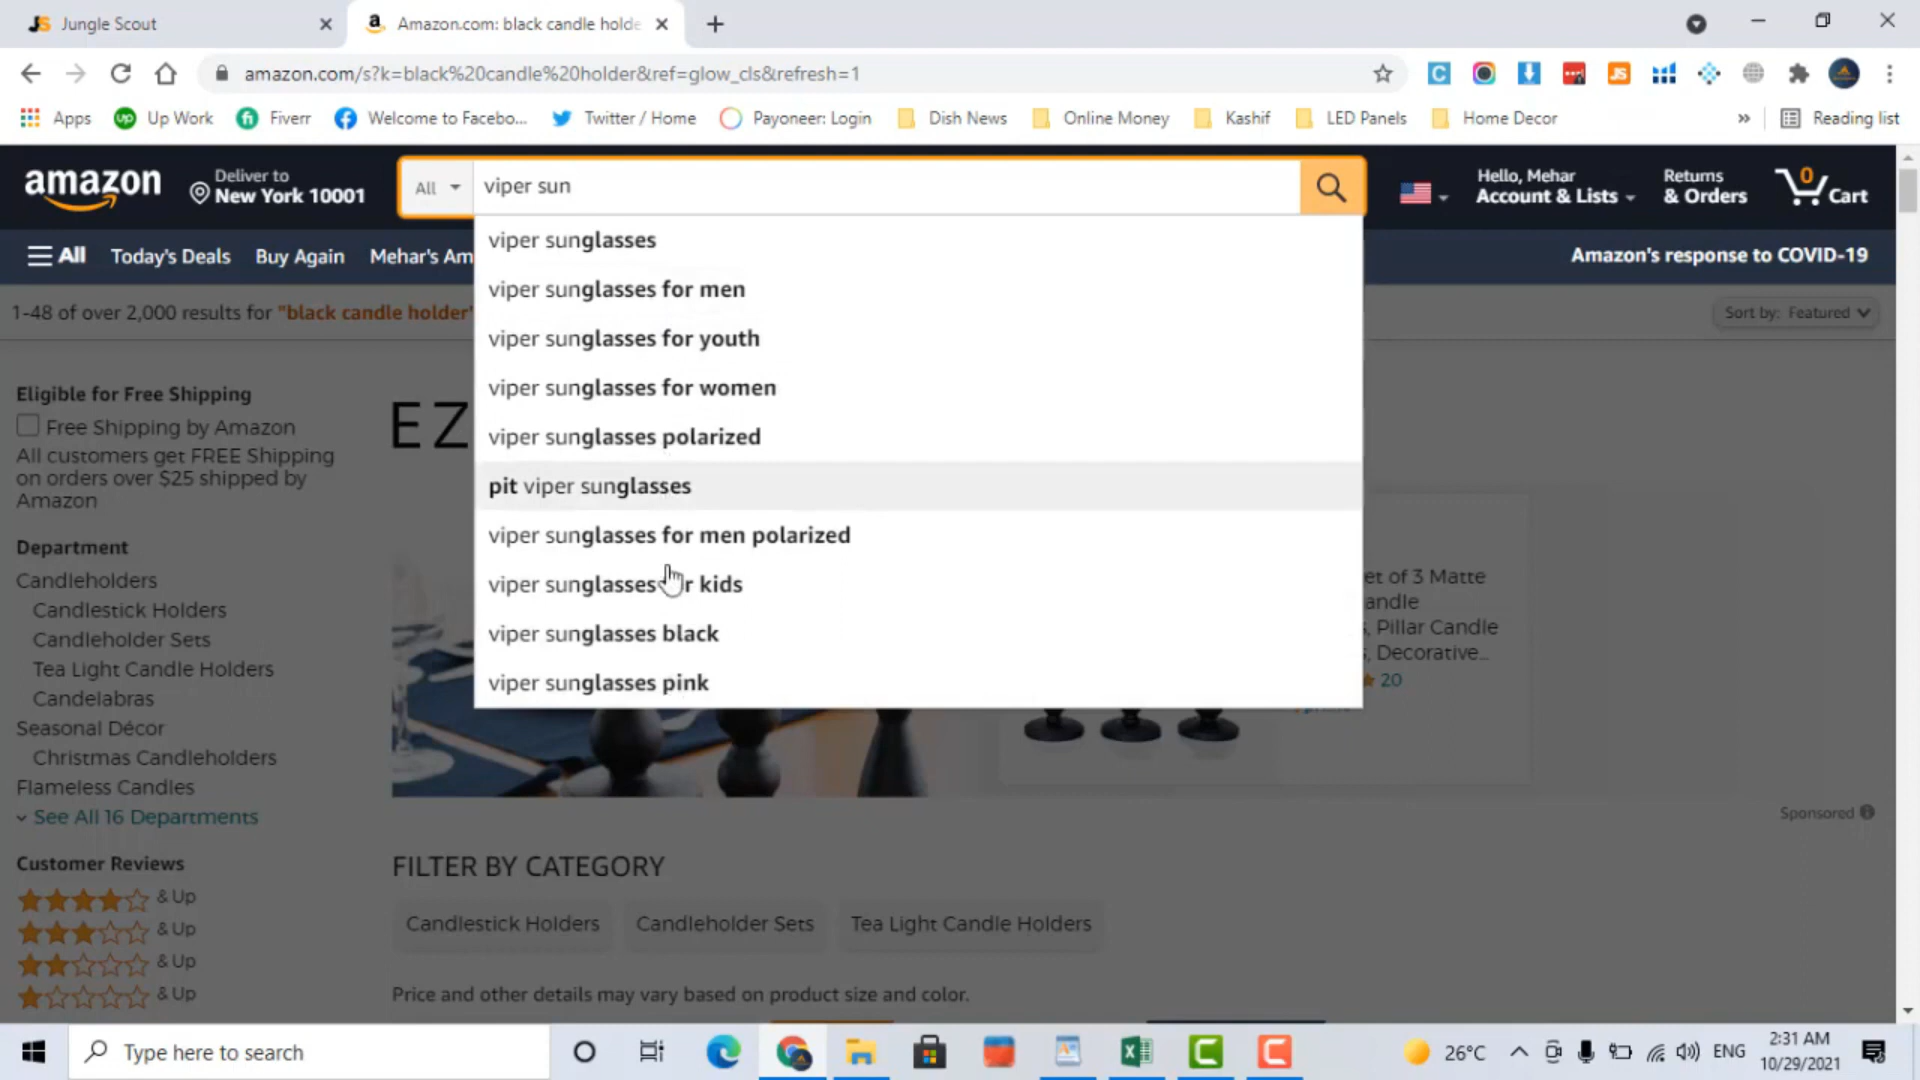 Jungle Scout
Amazon.com: black candle holde
amazon.com/s?k=black%20candle%20holder&ref=glow_cls&refresh=1
Apps Up Work Fiverr Welcome to Facebo... Twitter / Home Payoneer: Login Dish News Online Money Kashif LED Panels Home Decor » Reading list
amazon
Deliver to
New York 10001
All
viper sun
Hello, Mehar
Account & Lists
Returns
& Orders
0
Cart
All Today's Deals Buy Again Mehar's Am
Amazon's response to COVID-19
viper sunglasses
viper sunglasses for men
viper sunglasses for youth
viper sunglasses for women
viper sunglasses polarized
pit viper sunglasses
viper sunglasses for men polarized
viper sunglasses kids
viper sunglasses black
viper sunglasses pink
1-48 of over 2,000 results for "black candle holder"
Sort by: Featured
Eligible for Free Shipping
Free Shipping by Amazon
All customers get FREE Shipping
on orders over $25 shipped by
Amazon
Department
Candleholders
Candlestick Holders
Candleholder Sets
Tea Light Candle Holders
Candelabras
Seasonal Décor
Christmas Candleholders
Flameless Candles
See All 16 Departments
Customer Reviews
& Up
& Up
& Up
& Up
EZ
et of 3 Matte
andle
, Pillar Candle
, Decorative...
20
Sponsored
FILTER BY CATEGORY
Candlestick Holders Candleholder Sets Tea Light Candle Holders
Price and other details may vary based on product size and color.
Type here to search
26°C
ENG
2:31 AM
10/29/2021